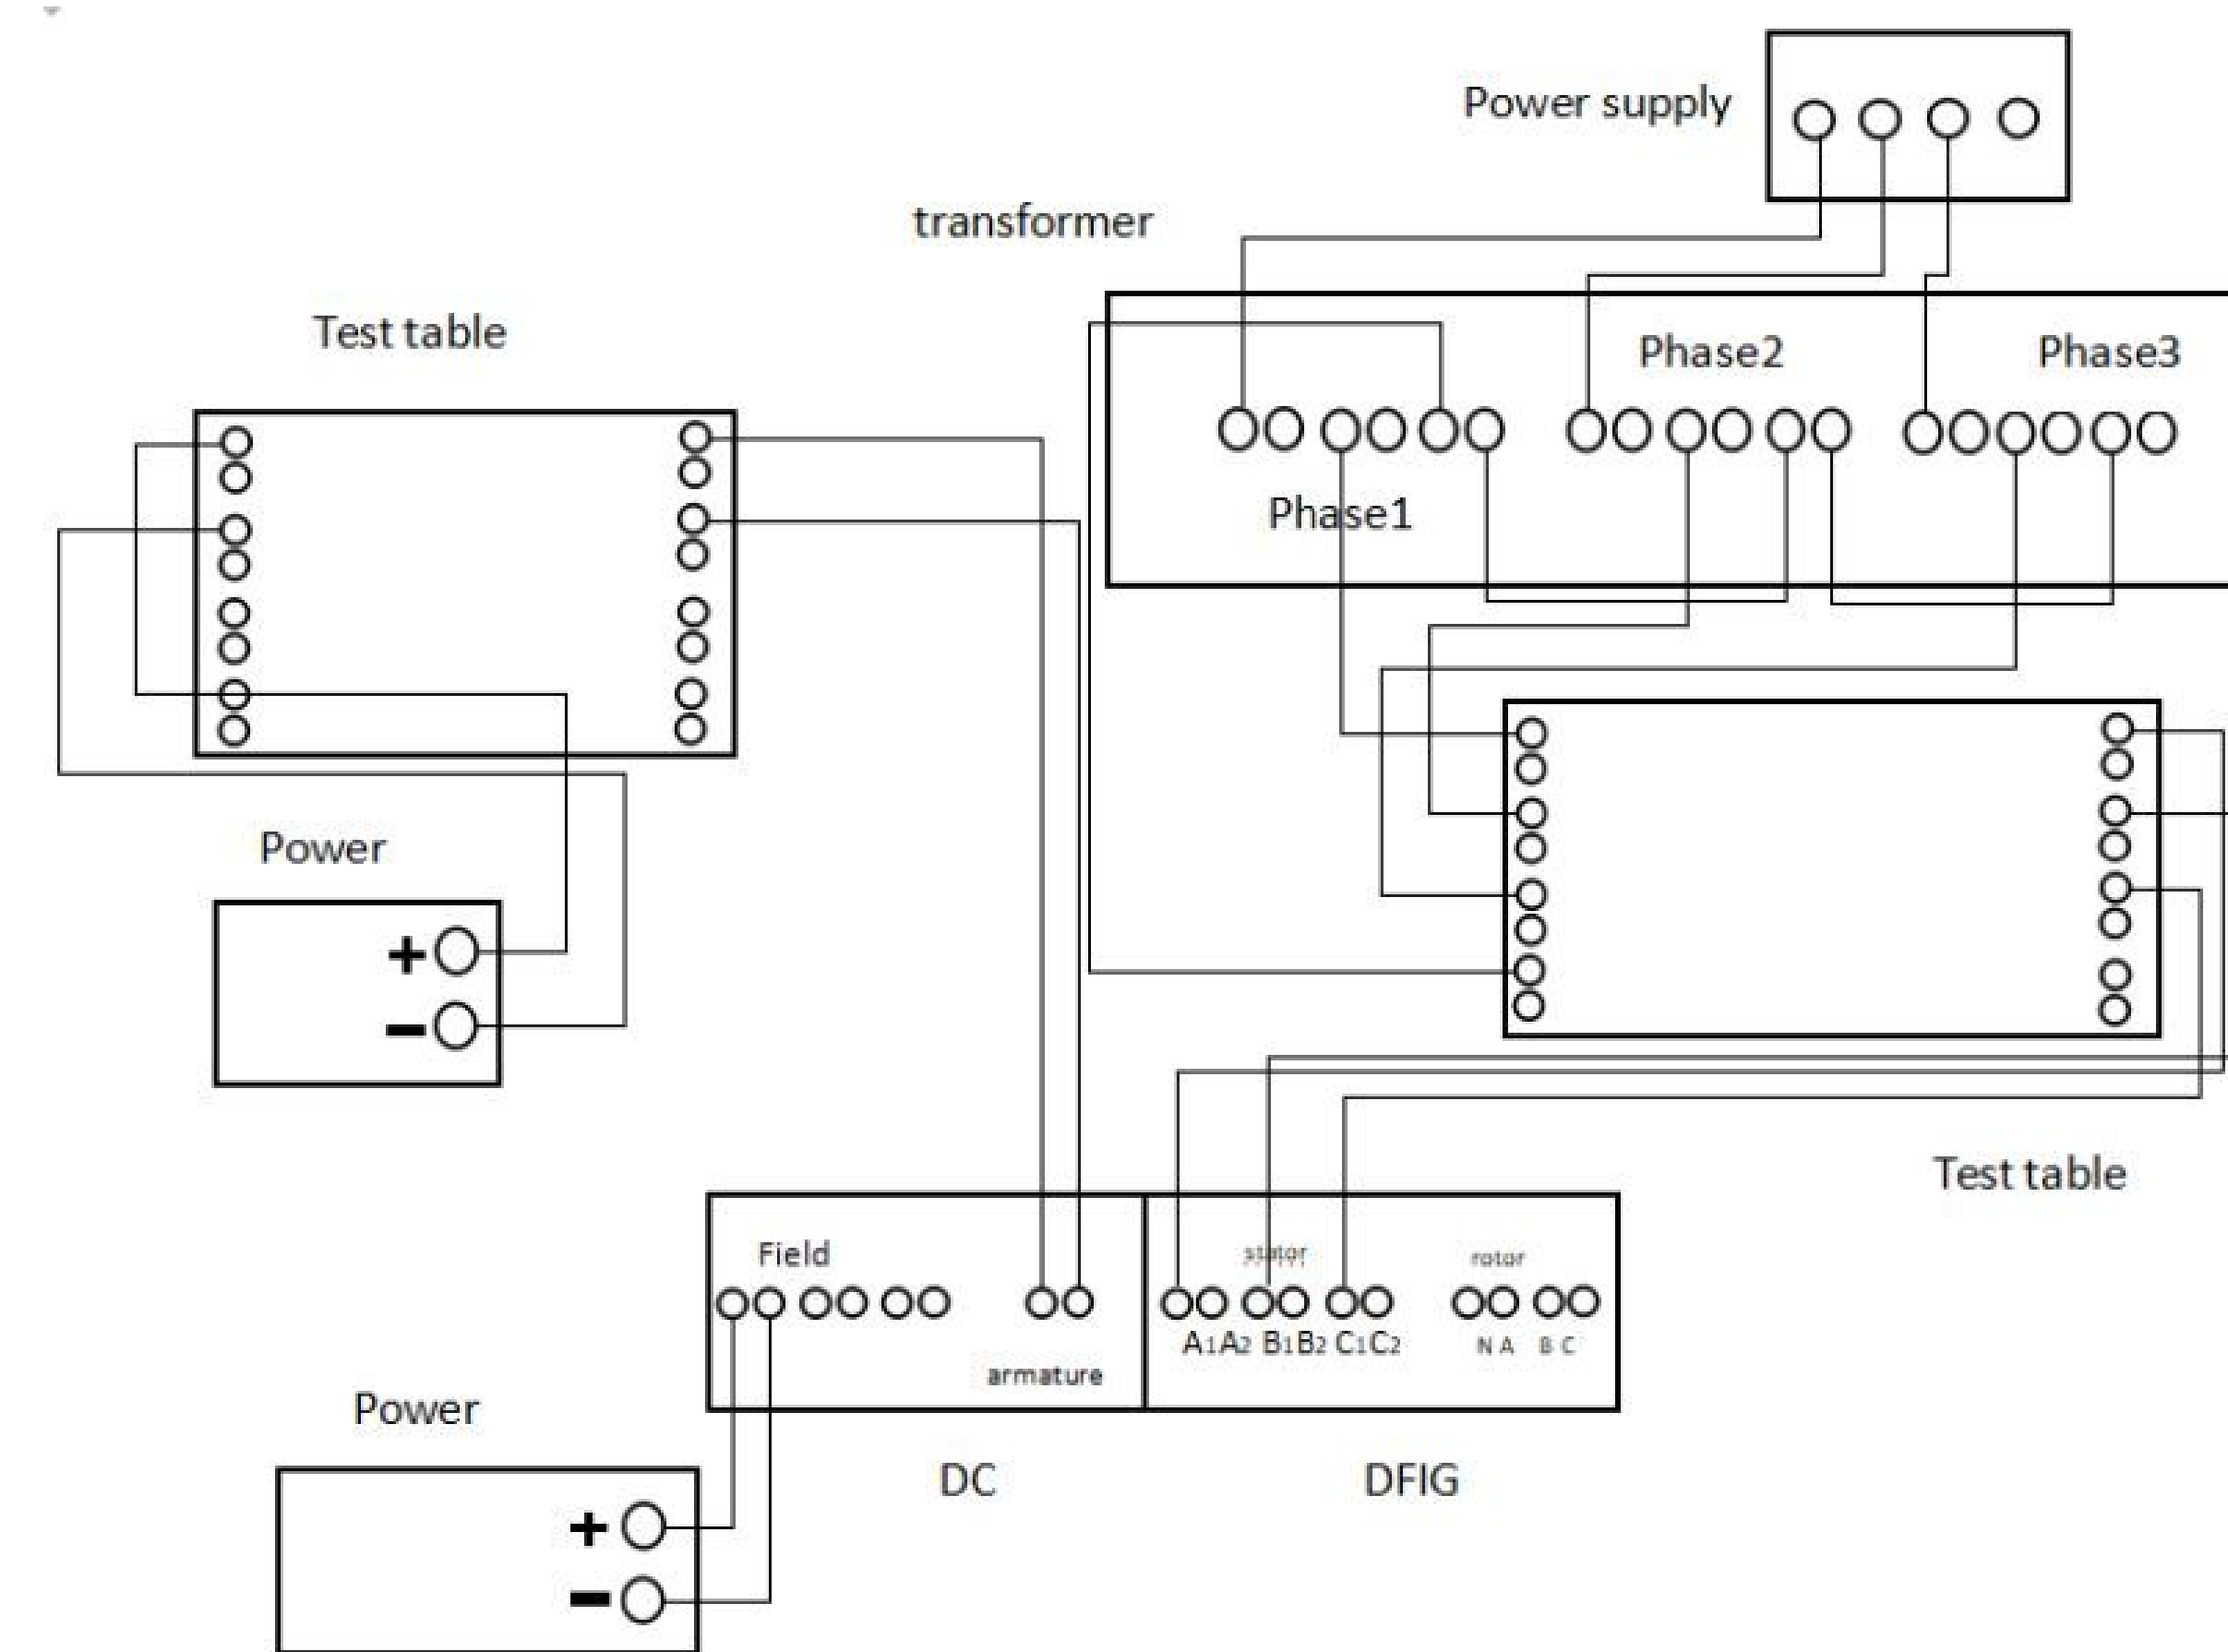 Power supply
transformer
Test table
Phase2
Phase3
Phase1
Power
+
−
Test table
Field
stator
rotor
A1A2 B1B2 C1C2
N A B C
armature
Power
DC
DFIG
+
−